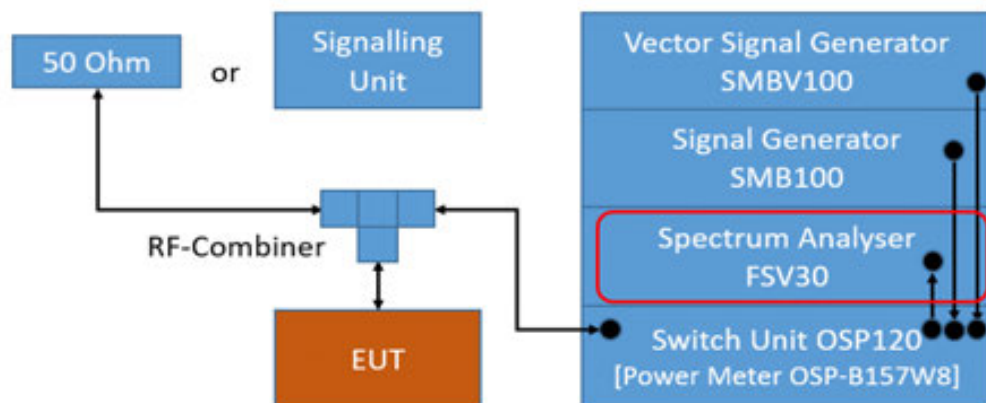 50 Ohm
or
Signalling
Unit
Vector Signal Generator
SMBV100
Signal Generator
SMB100
RF-Combiner
Spectrum Analyser
FSV30
EUT
Switch Unit OSP120
[Power Meter OSP-B157W8]